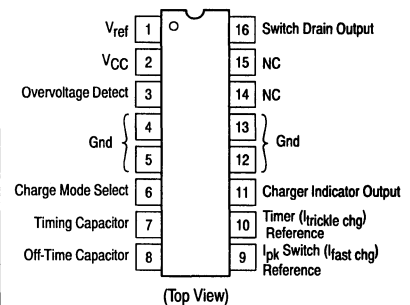 Vref 1 16 Switch Drain Output
VCC 2 15 NC
Overvoltage Detect 3 14 NC
Gnd 4 13 Gnd
5 12
Charge Mode Select 6 11 Charger Indicator Output
Timing Capacitor 7 10 Timer (Itrickle chg)
Reference
Off-Time Capacitor 8 9 Ipk Switch (Ifast chg)
Reference
(Top View)